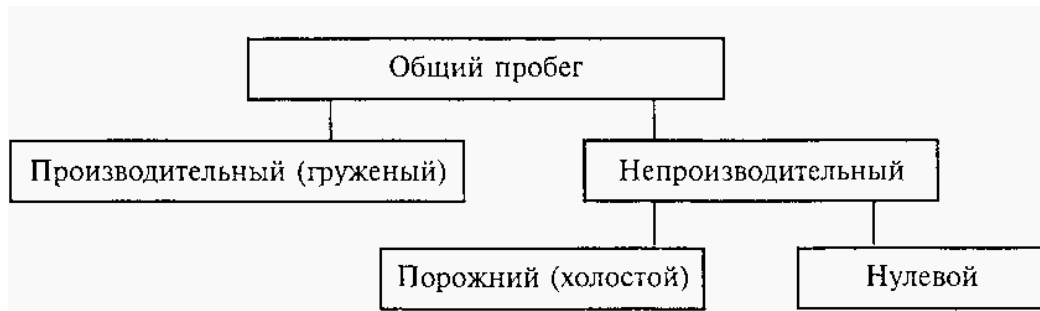 Общий пробег
Производительный (груженый)
Непроизводительный
Порожний (холостой)
Нулевой